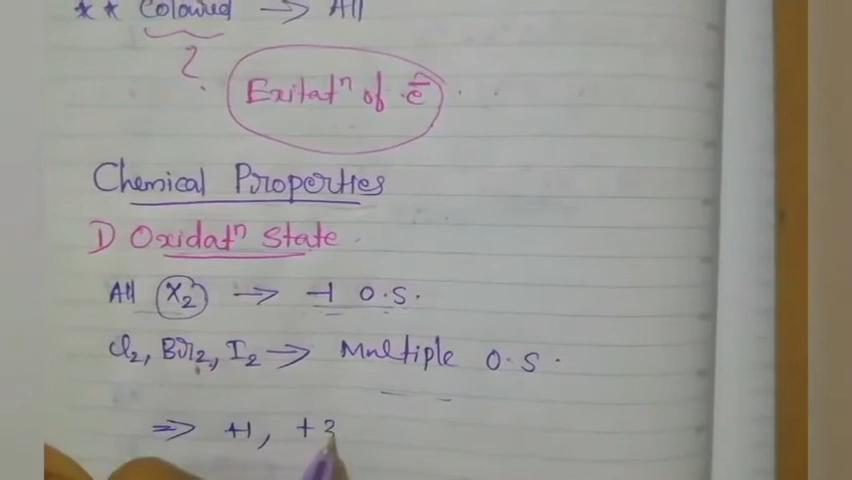 ** Coloured → All
?
Exitatⁿ of e̅
Chemical Properties
1) Oxidatⁿ State
All X₂ → -1 O.S.
Cl₂, Br₂, I₂ → Multiple O.S.
⇒ +1, +3